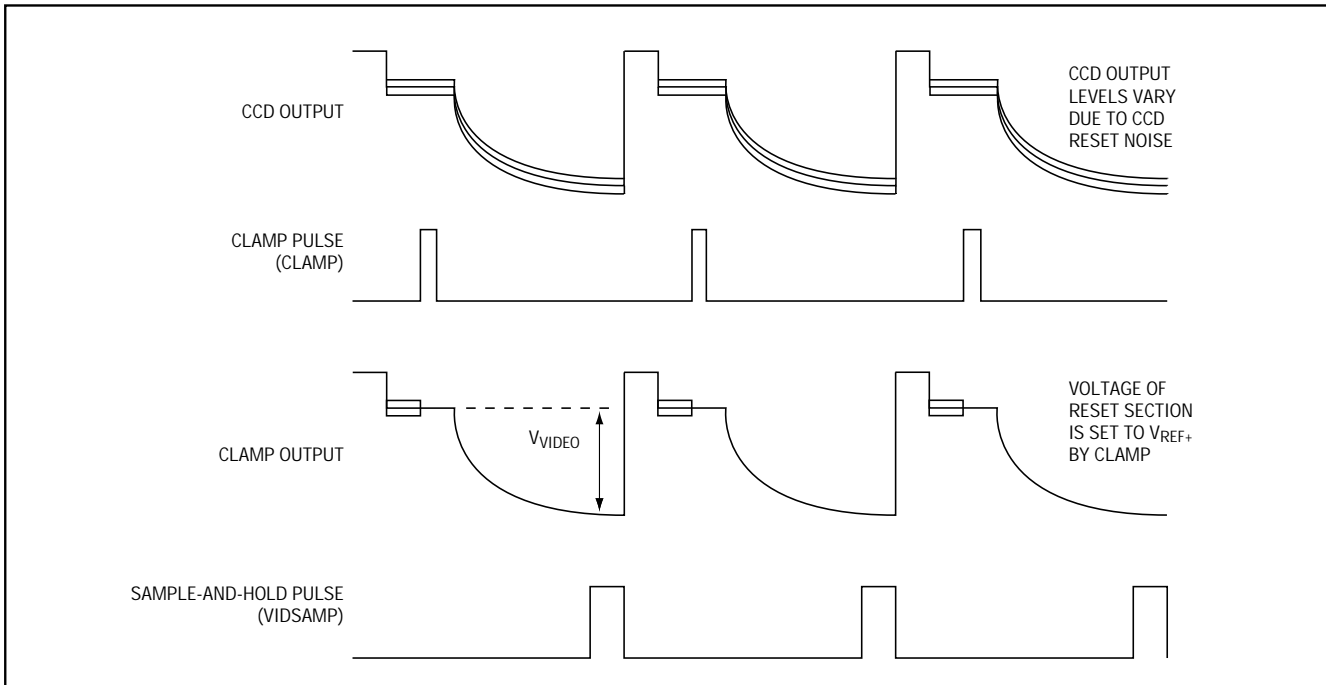 CCD OUTPUT
CCD OUTPUT
LEVELS VARY
DUE TO CCD
RESET NOISE
CLAMP PULSE
(CLAMP)
CLAMP OUTPUT
VVIDEO
VOLTAGE OF
RESET SECTION
IS SET TO VREF+
BY CLAMP
SAMPLE-AND-HOLD PULSE
(VIDSAMP)